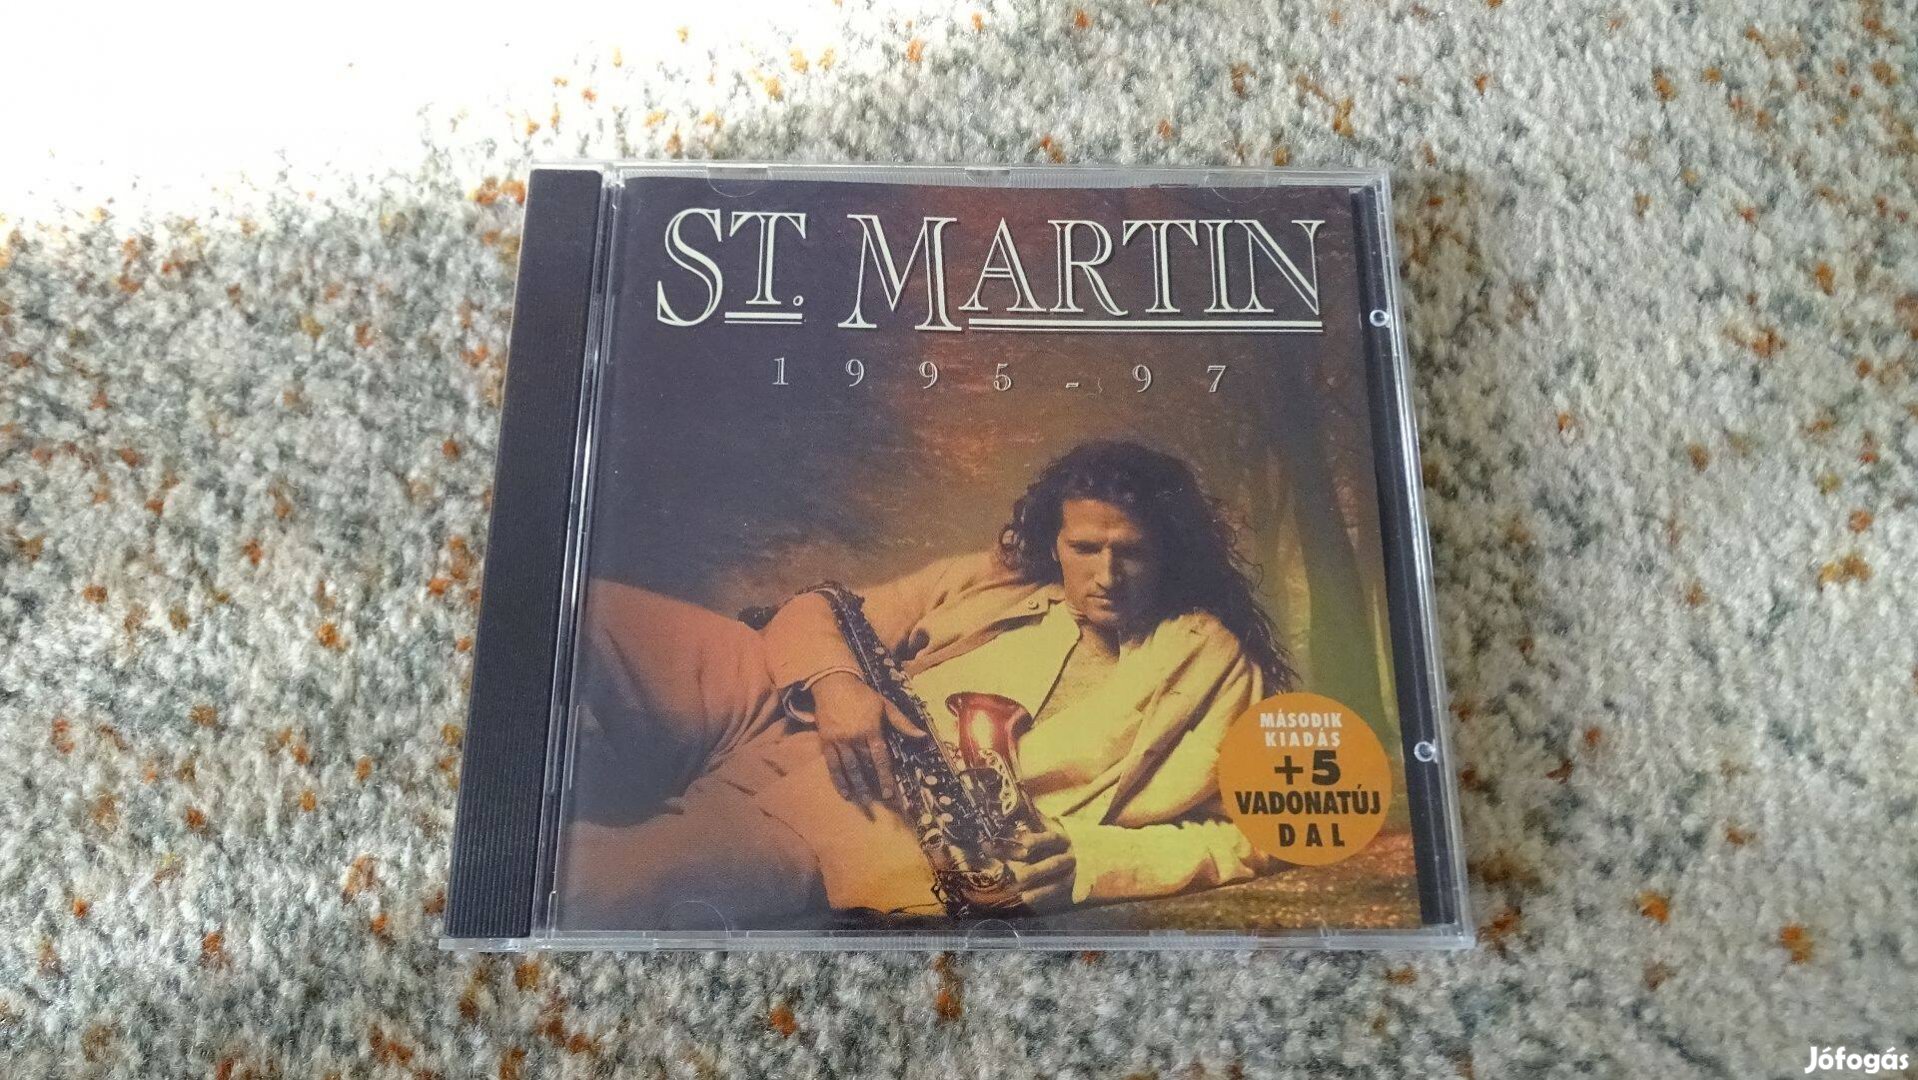 ST. MARTIN
1995-97
MÁSODIK
KIADÁS
+5
VADONATÚJ
DAL
Jófogás